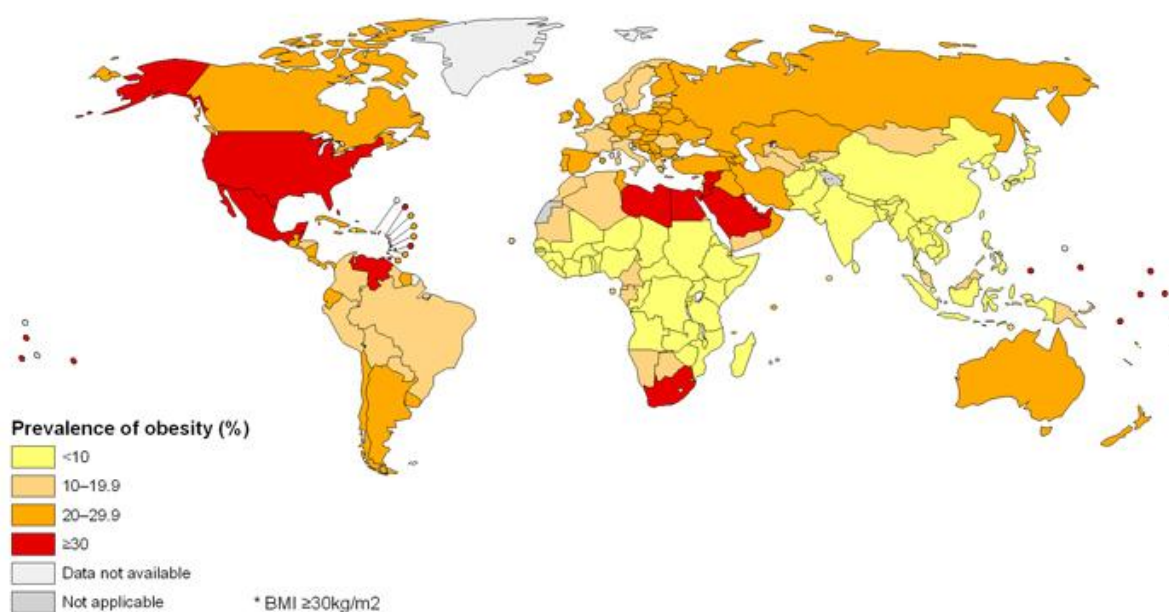 Prevalence of obesity (%)
<10
10–19.9
20–29.9
≥30
Data not available
Not applicable
* BMI ≥30kg/m2